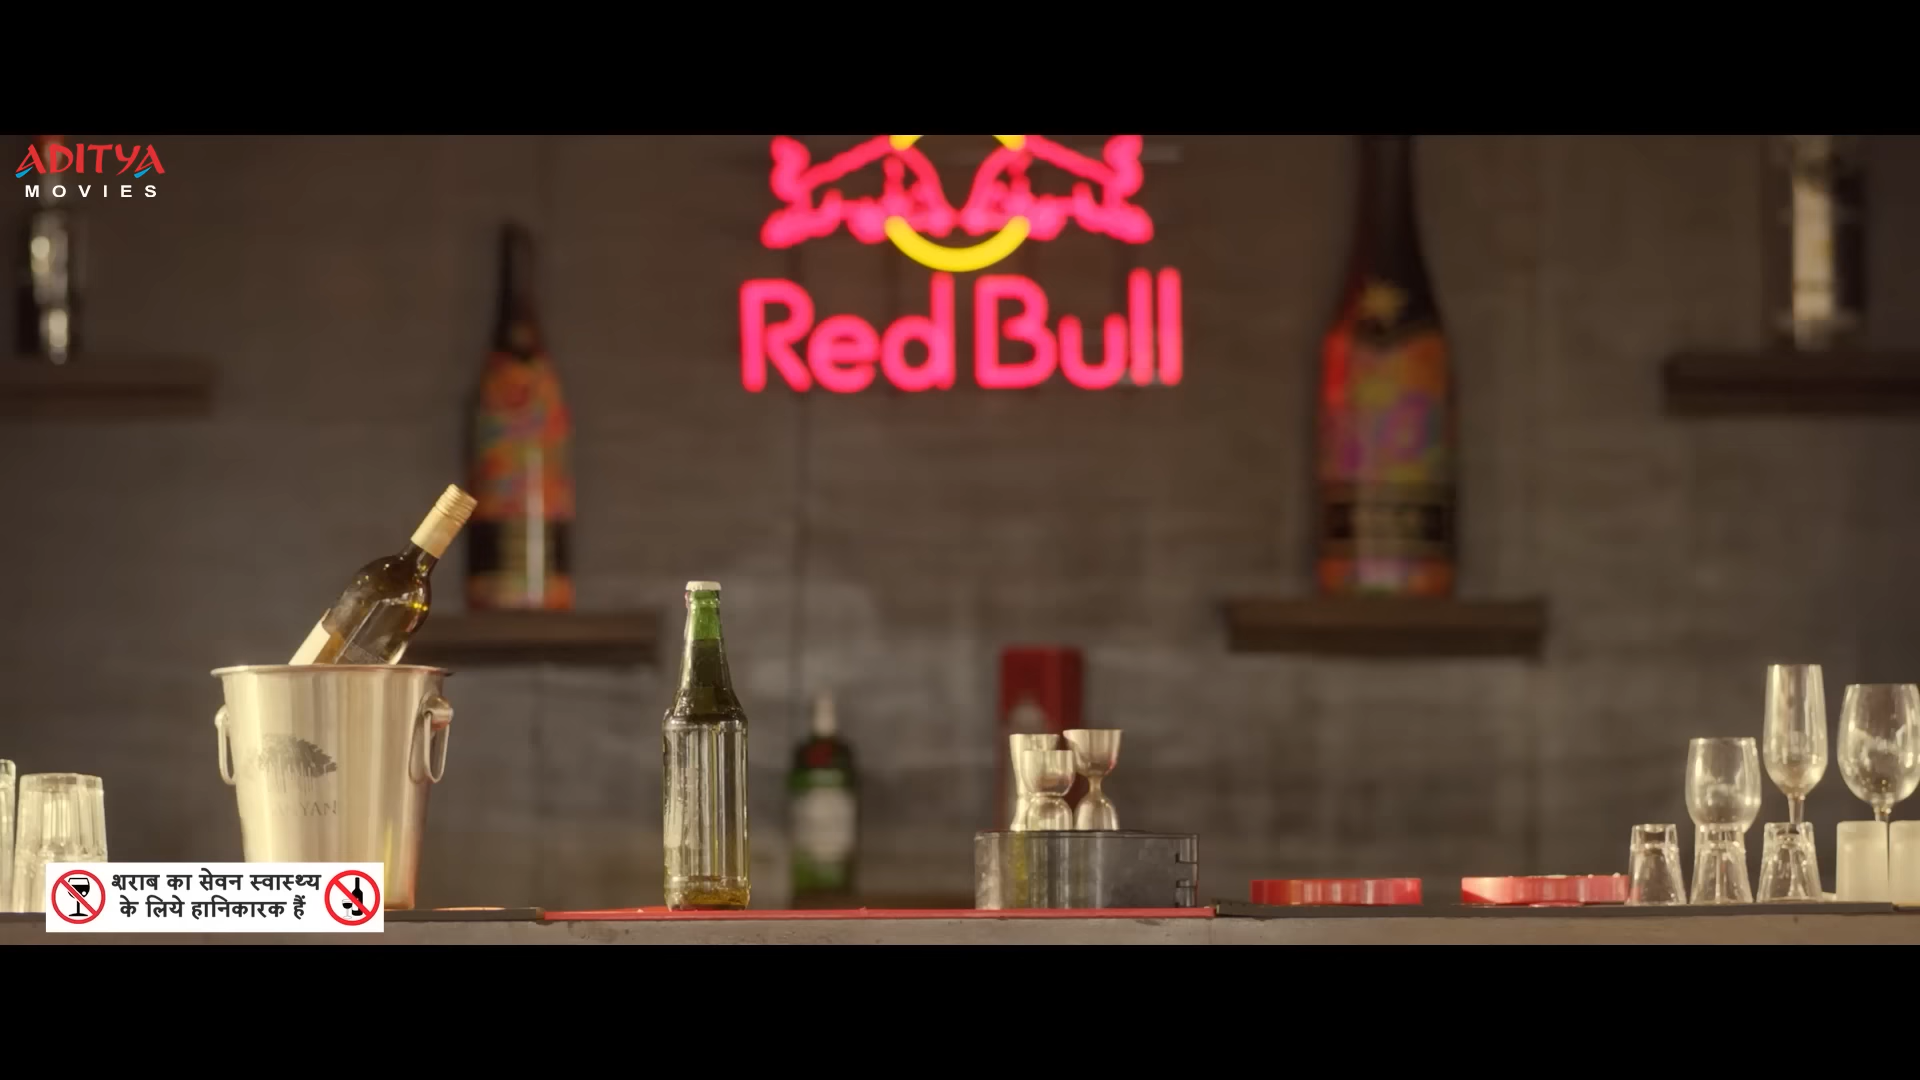 ADITYA
MOVIES
Red Bull
शराब का सेवन स्वास्थ्य
के लिये हानिकारक हैं